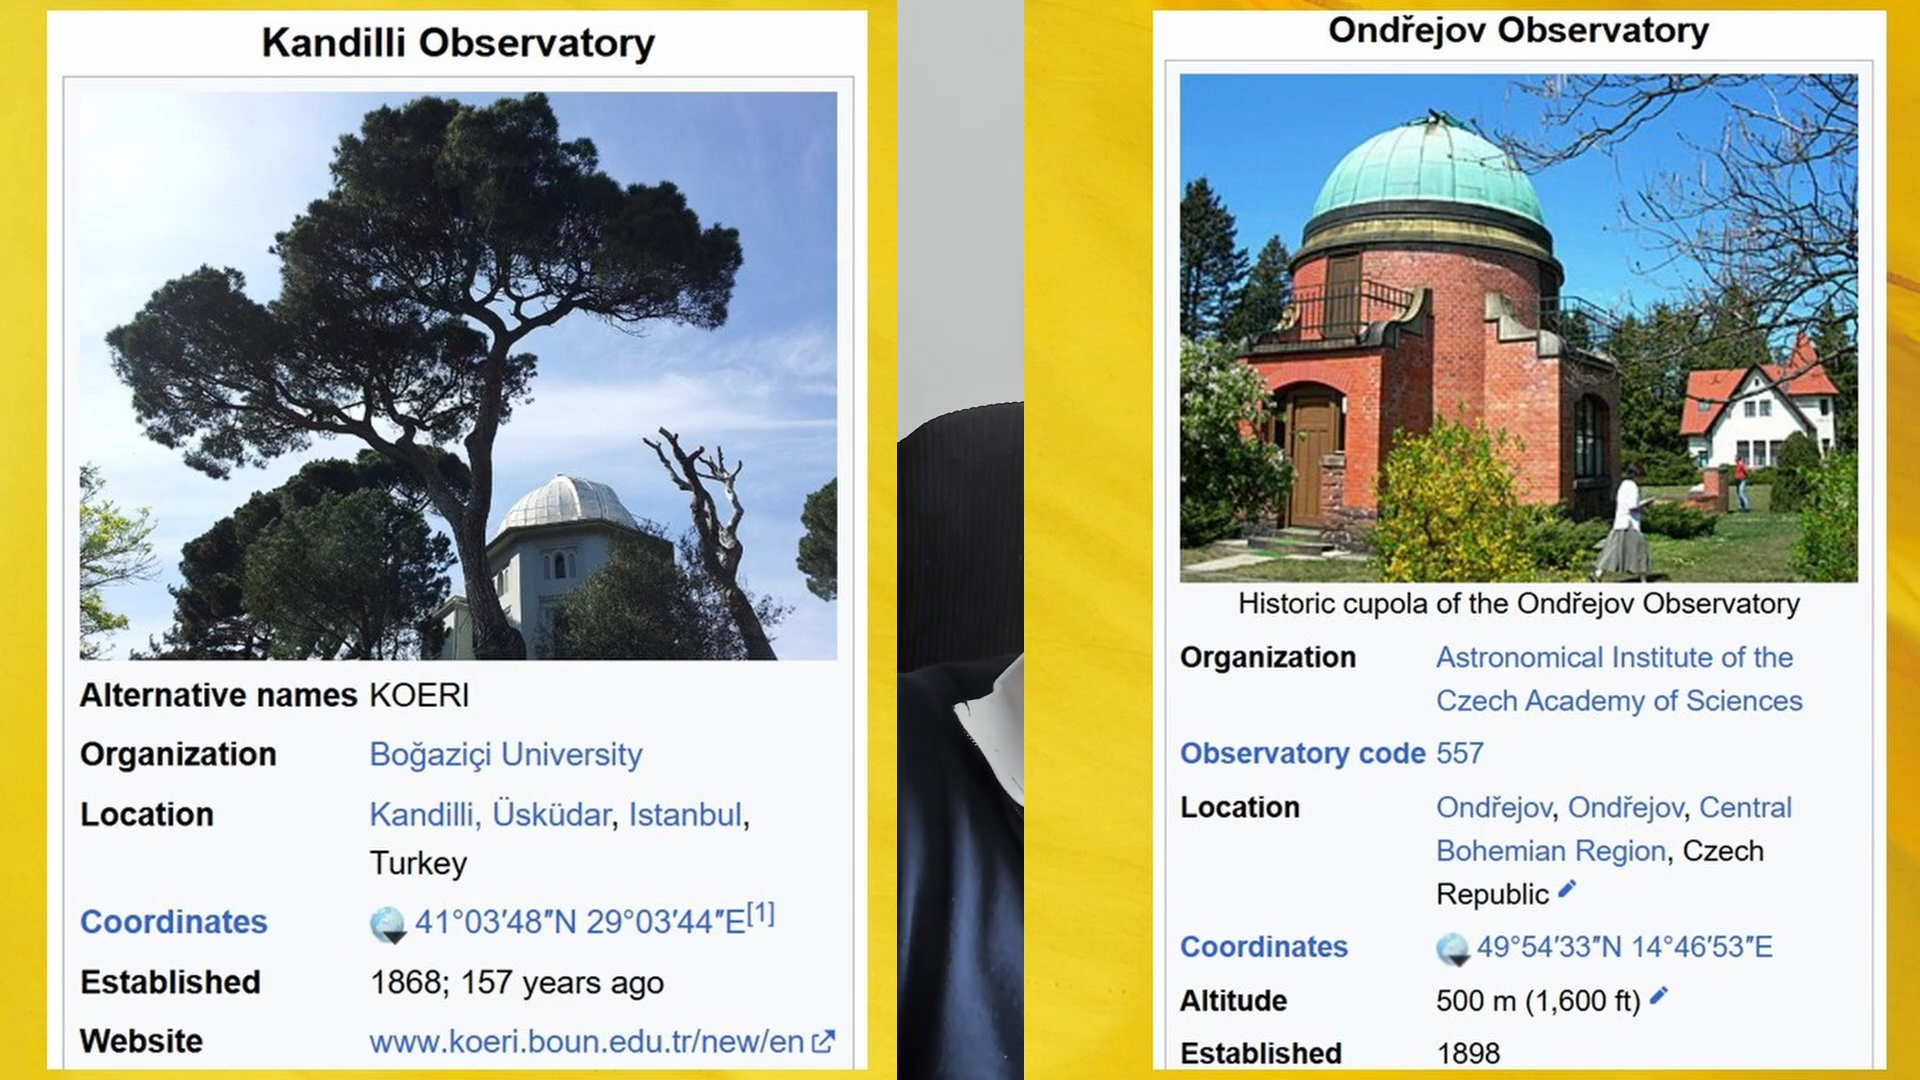 Kandilli Observatory
Alternative names KOERI
Organization Boğaziçi University
Location Kandilli, Üsküdar, Istanbul,
Turkey
Coordinates 41°03′48″N 29°03′44″E[1]
Established 1868; 157 years ago
Website www.koeri.boun.edu.tr/new/en
Ondřejov Observatory
Historic cupola of the Ondřejov Observatory
Organization Astronomical Institute of the
Czech Academy of Sciences
Observatory code 557
Location Ondřejov, Ondřejov, Central
Bohemian Region, Czech
Republic
Coordinates 49°54′33″N 14°46′53″E
Altitude 500 m (1,600 ft)
Established 1898